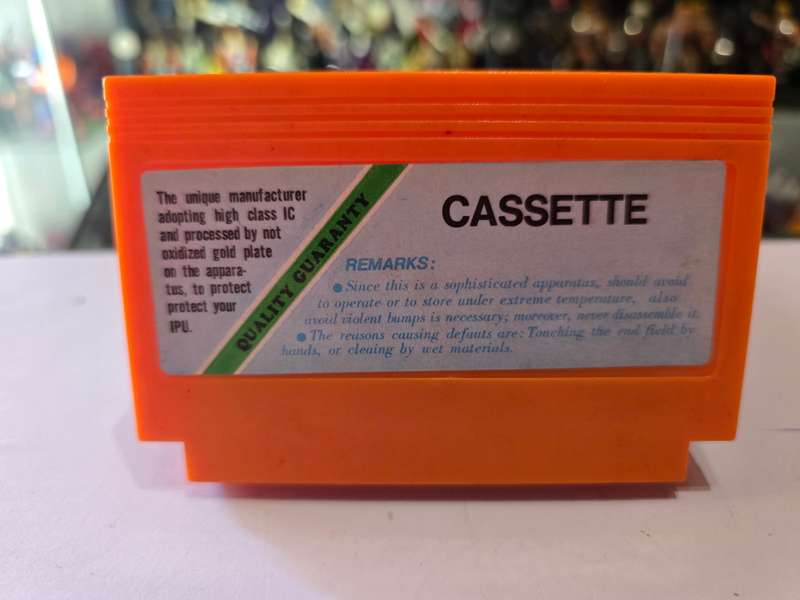 The unique manufacturer
adopting high class IC
and processed by not
oxidized gold plate
on the appara-
tus, to protect
protect your
IPU.
QUALITY GUARANTY
CASSETTE
REMARKS:
●Since this is a sophisticated apparatus, should avoid
to operate or to store under extreme temperature, also
avoid violent bumps is necessary; moreover, never disassemble it.
●The reasons causing defauts are: Touching the end field by
hands, or cleaing by wet materials.